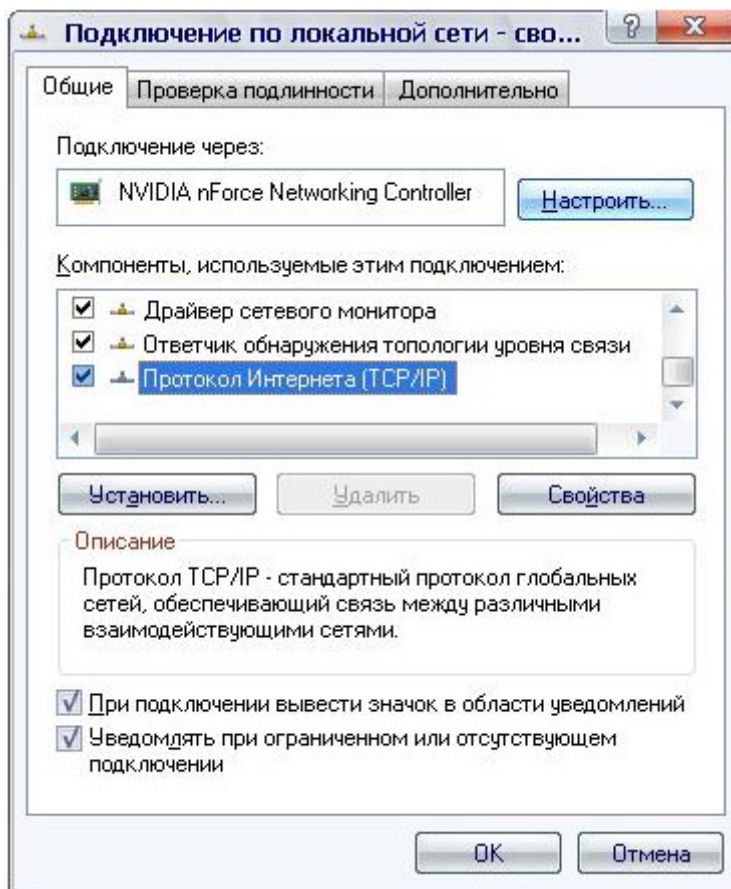 Подключение по локальной сети - сво...
Общие
Проверка подлинности
Дополнительно
Подключение через:
NVIDIA nForce Networking Controller
Настроить...
Компоненты, используемые этим подключением:
Драйвер сетевого монитора
Ответчик обнаружения топологии уровня связи
Протокол Интернета (TCP/IP)
Установить...
Удалить
Свойства
Описание
Протокол TCP/IP - стандартный протокол глобальных
сетей, обеспечивающий связь между различными
взаимодействующими сетями.
При подключении вывести значок в области уведомлений
Уведомлять при ограниченном или отсутствующем
подключении
OK
Отмена